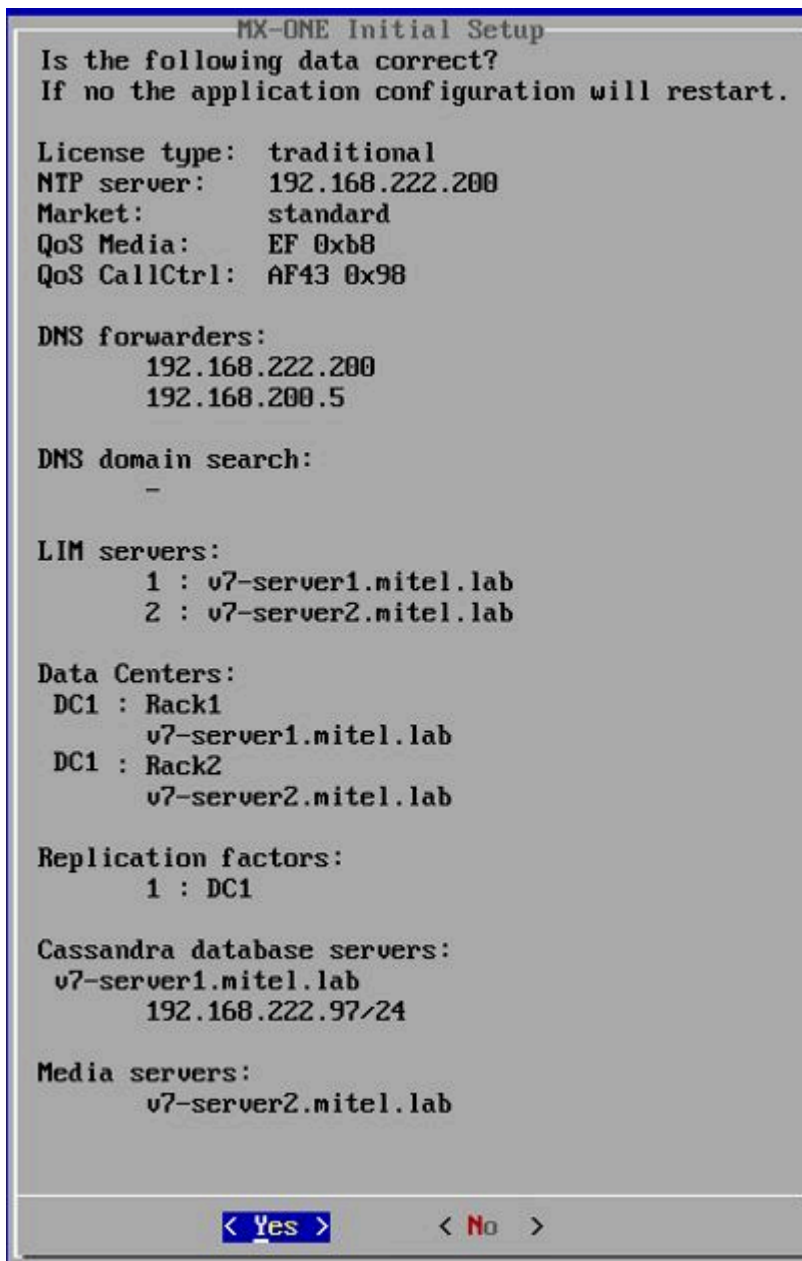 MX-ONE Initial Setup
Is the following data correct?
If no the application configuration will restart.
License type: traditional
NTP server: 192.168.222.200
Market: standard
QoS Media: EF 0xb8
QoS CallCtrl: AF43 0x98
DNS forwarders:
192.168.222.200
192.168.200.5
DNS domain search:
-
LIM servers:
1 : v7-server1.mitel.lab
2 : v7-server2.mitel.lab
Data Centers:
DC1 : Rack1
v7-server1.mitel.lab
DC1 : Rack2
v7-server2.mitel.lab
Replication factors:
1 : DC1
Cassandra database servers:
v7-server1.mitel.lab
192.168.222.97/24
Media servers:
v7-server2.mitel.lab
< Yes > < No >